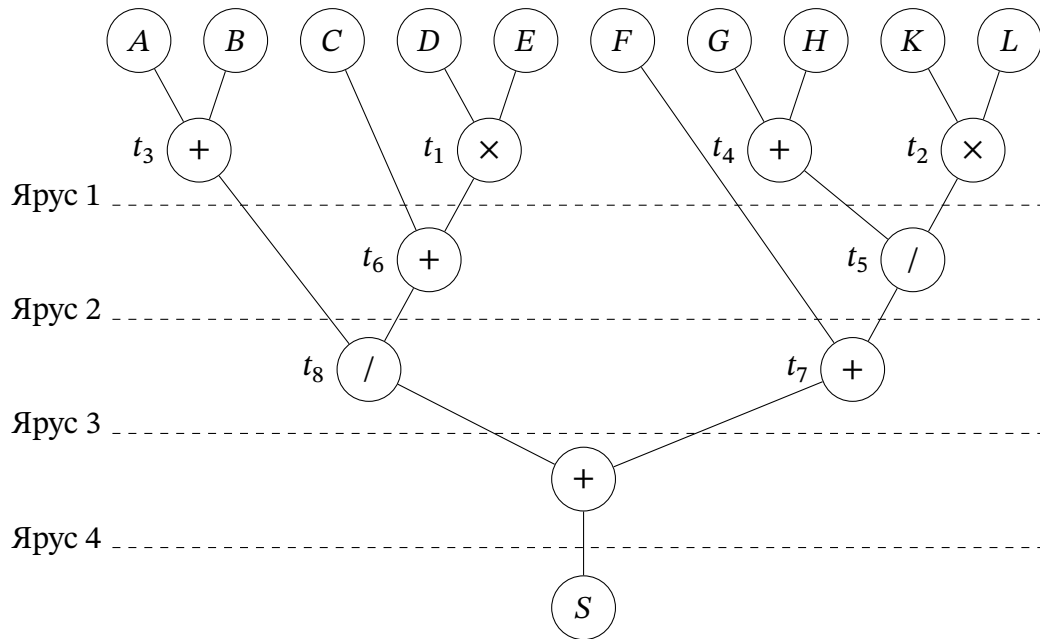 A B C D E F G H K L
t₃ + t₁ × t₄ + t₂ ×
Ярус 1
t₆ + t₅ /
Ярус 2
t₈ / t₇ +
Ярус 3
+
Ярус 4
S